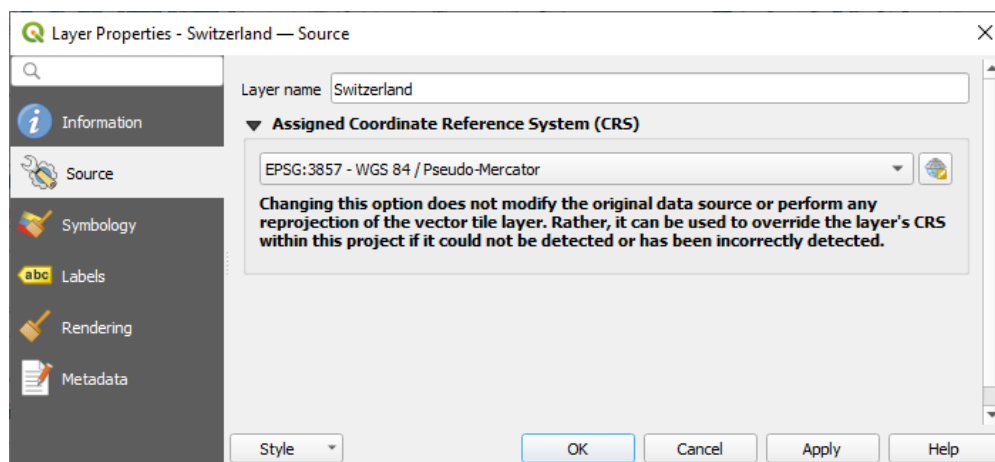 Layer Properties - Switzerland — Source
Information
Source
Symbology
abc Labels
Rendering
Metadata
Layer name Switzerland
Assigned Coordinate Reference System (CRS)
EPSG:3857 - WGS 84 / Pseudo-Mercator
Changing this option does not modify the original data source or perform any
reprojection of the vector tile layer. Rather, it can be used to override the layer's CRS
within this project if it could not be detected or has been incorrectly detected.
Style OK Cancel Apply Help